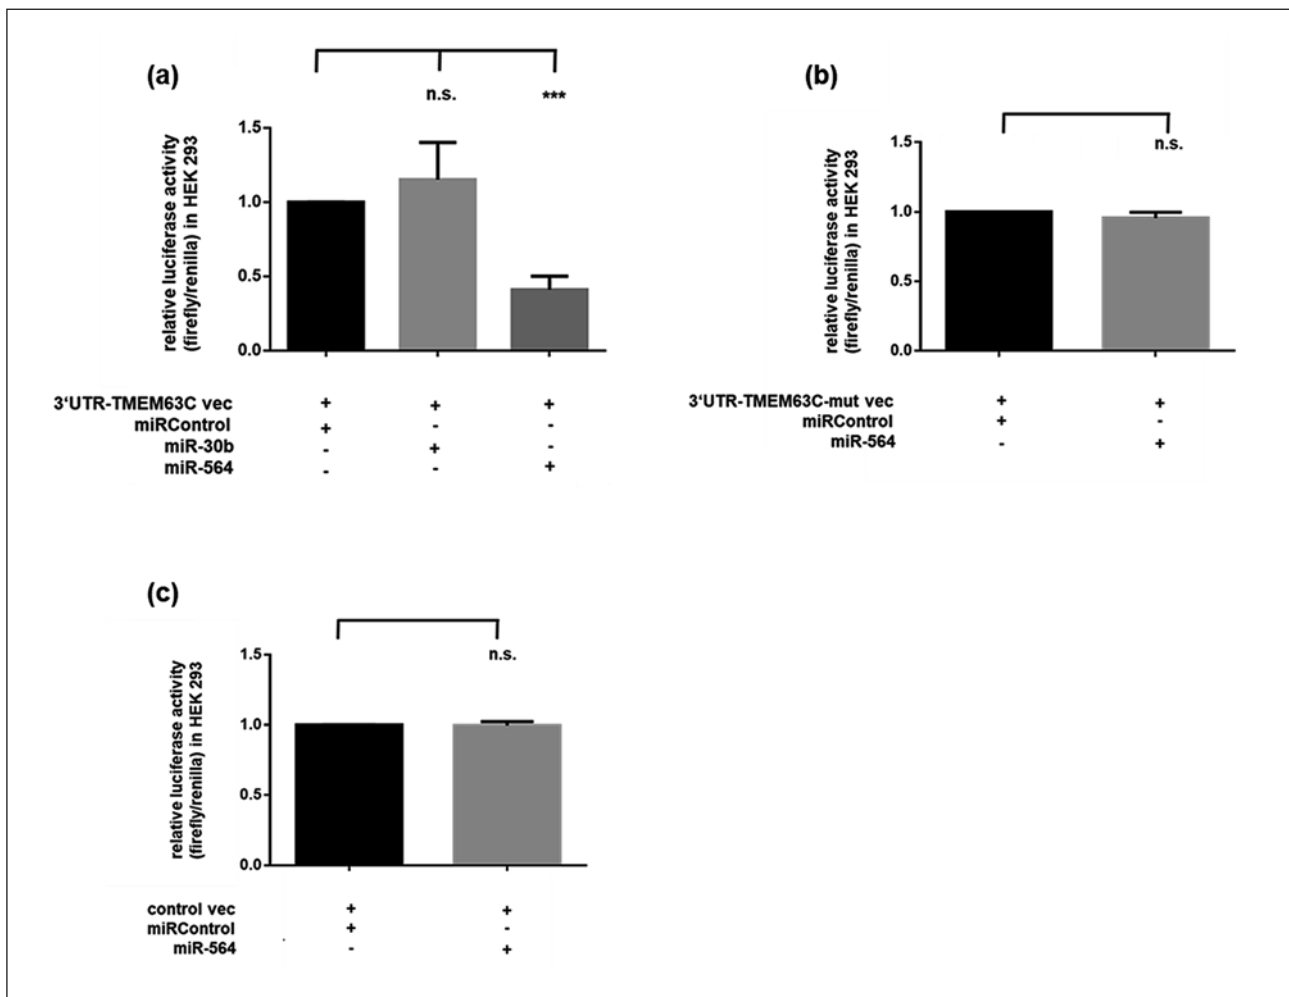 (a)
n.s. ***
relative luciferase activity
(firefly/renilla) in HEK 293
1.5
1.0
0.5
0.0
3‘UTR-TMEM63C vec + + +
miRControl + - -
miR-30b - + -
miR-564 - - +
(b)
n.s.
relative luciferase activity
(firefly/renilla) in HEK 293
1.5
1.0
0.5
0.0
3‘UTR-TMEM63C-mut vec + +
miRControl + -
miR-564 - +
(c)
n.s.
relative luciferase activity
(firefly/renilla) in HEK 293
1.5
1.0
0.5
0.0
control vec + +
miRControl + -
miR-564 - +